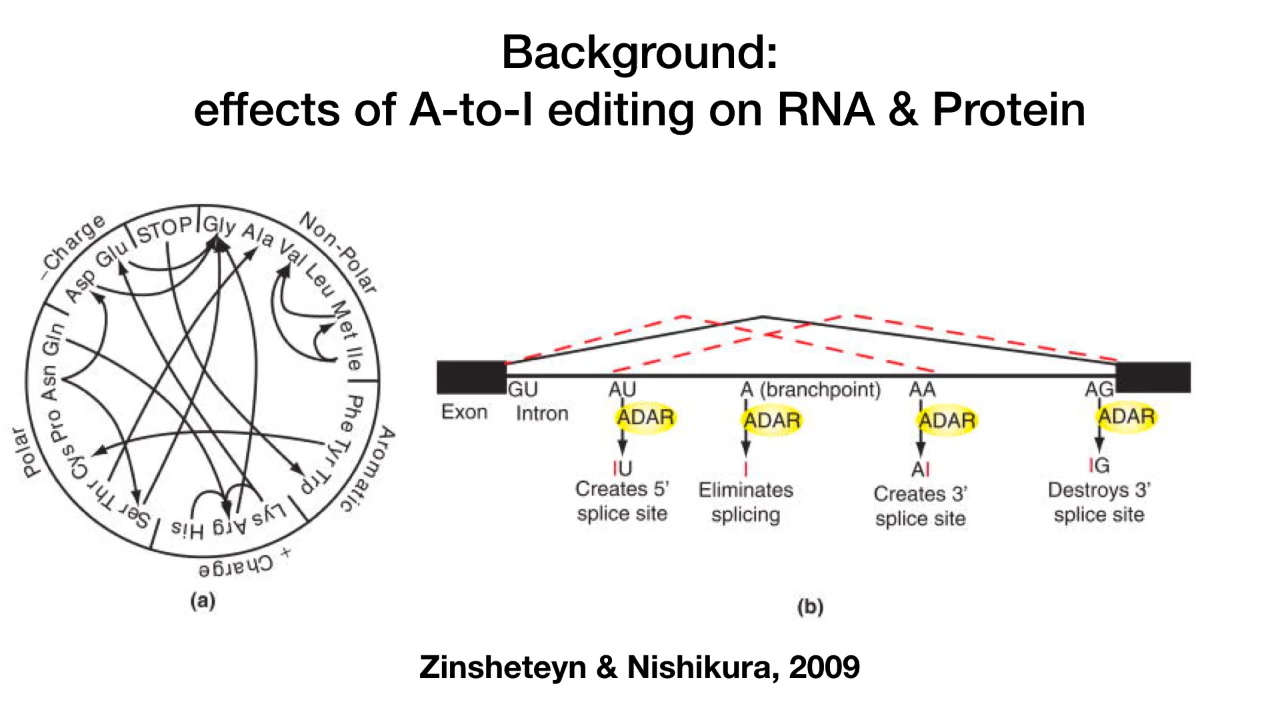 Background:
effects of A-to-I editing on RNA & Protein
−Charge
STOP
Gly Ala Val Leu Met Ile
Non-Polar
Asp Glu
Asn Gln
Polar
Cys Pro
Ser Thr
His Arg Lys
+ Charge
Phe Tyr Trp
Aromatic
(a)
GU
AU
A (branchpoint)
AA
AG
Exon
Intron
ADAR
ADAR
ADAR
ADAR
IU
I
AI
IG
Creates 5’
splice site
Eliminates
splicing
Creates 3’
splice site
Destroys 3’
splice site
(b)
Zinsheteyn & Nishikura, 2009